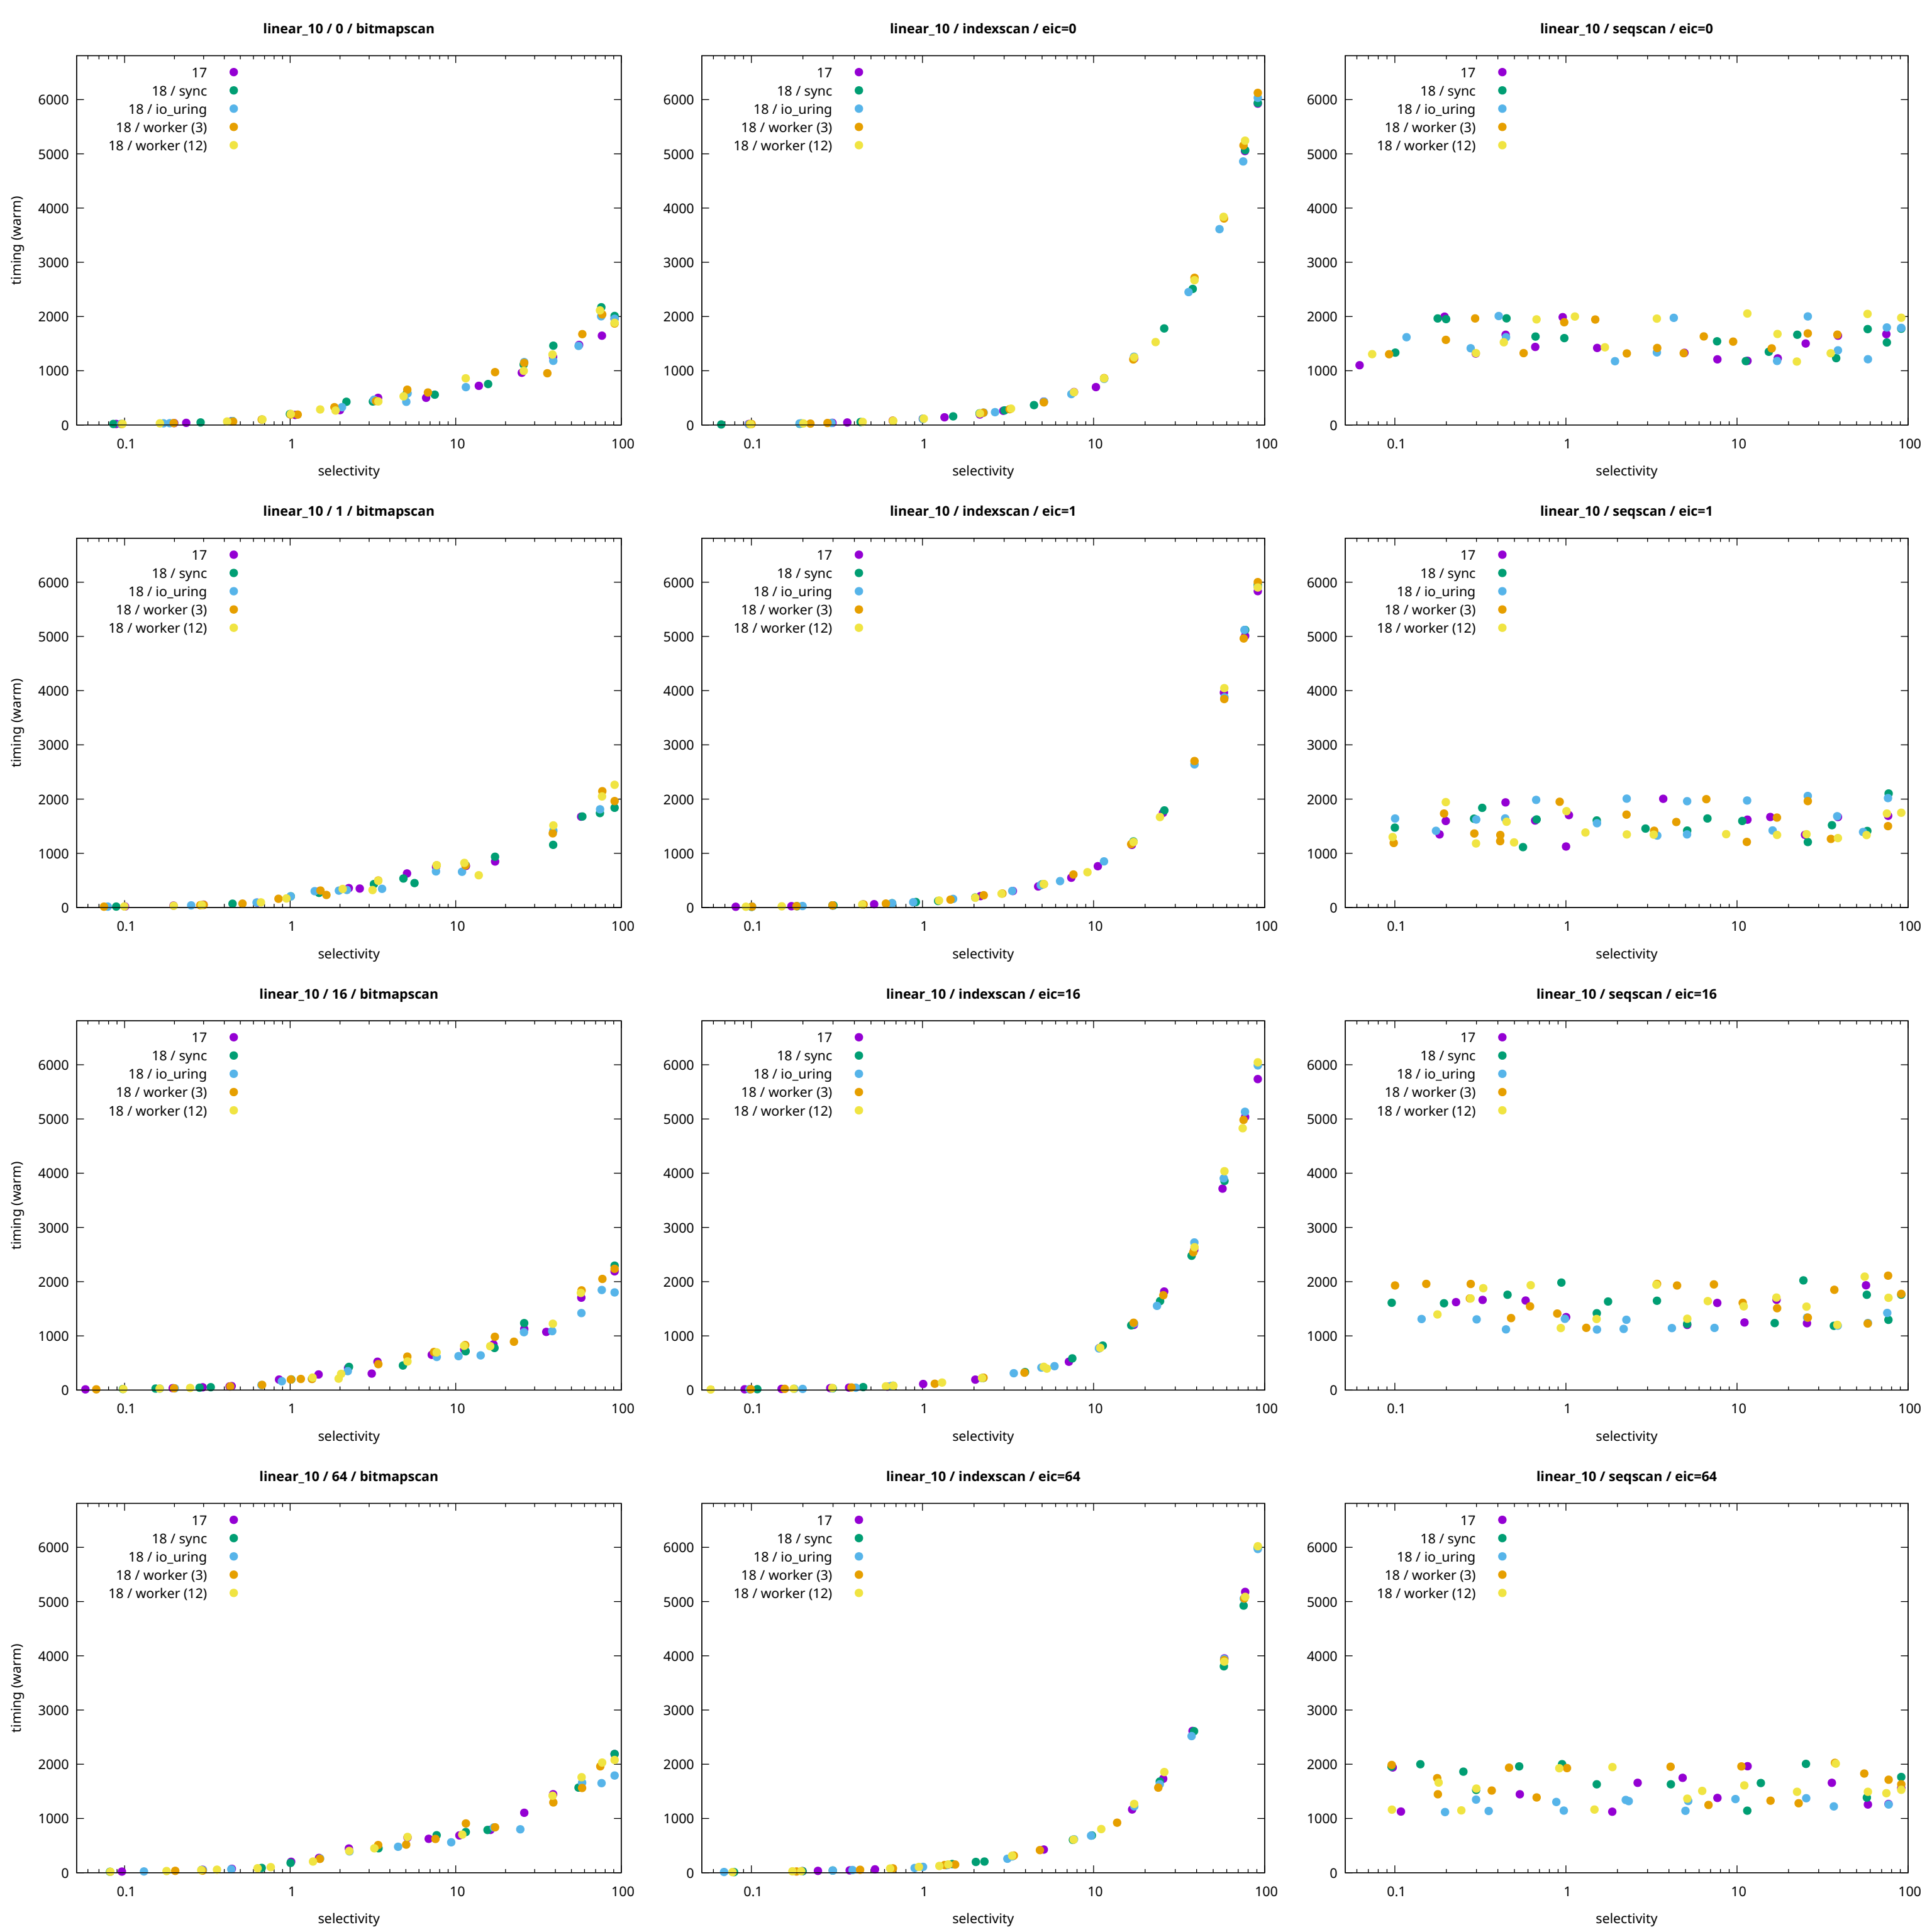 linear_10 / 0 / bitmapscan
timing (warm)
6000
5000
4000
3000
2000
1000
0
17
18 / sync
18 / io_uring
18 / worker (3)
18 / worker (12)
0.1 1 10 100
selectivity
linear_10 / indexscan / eic=0
6000
5000
4000
3000
2000
1000
0
17
18 / sync
18 / io_uring
18 / worker (3)
18 / worker (12)
0.1 1 10 100
selectivity
linear_10 / seqscan / eic=0
6000
5000
4000
3000
2000
1000
0
17
18 / sync
18 / io_uring
18 / worker (3)
18 / worker (12)
0.1 1 10 100
selectivity
linear_10 / 1 / bitmapscan
timing (warm)
6000
5000
4000
3000
2000
1000
0
17
18 / sync
18 / io_uring
18 / worker (3)
18 / worker (12)
0.1 1 10 100
selectivity
linear_10 / indexscan / eic=1
6000
5000
4000
3000
2000
1000
0
17
18 / sync
18 / io_uring
18 / worker (3)
18 / worker (12)
0.1 1 10 100
selectivity
linear_10 / seqscan / eic=1
6000
5000
4000
3000
2000
1000
0
17
18 / sync
18 / io_uring
18 / worker (3)
18 / worker (12)
0.1 1 10 100
selectivity
linear_10 / 16 / bitmapscan
timing (warm)
6000
5000
4000
3000
2000
1000
0
17
18 / sync
18 / io_uring
18 / worker (3)
18 / worker (12)
0.1 1 10 100
selectivity
linear_10 / indexscan / eic=16
6000
5000
4000
3000
2000
1000
0
17
18 / sync
18 / io_uring
18 / worker (3)
18 / worker (12)
0.1 1 10 100
selectivity
linear_10 / seqscan / eic=16
6000
5000
4000
3000
2000
1000
0
17
18 / sync
18 / io_uring
18 / worker (3)
18 / worker (12)
0.1 1 10 100
selectivity
linear_10 / 64 / bitmapscan
timing (warm)
6000
5000
4000
3000
2000
1000
0
17
18 / sync
18 / io_uring
18 / worker (3)
18 / worker (12)
0.1 1 10 100
selectivity
linear_10 / indexscan / eic=64
6000
5000
4000
3000
2000
1000
0
17
18 / sync
18 / io_uring
18 / worker (3)
18 / worker (12)
0.1 1 10 100
selectivity
linear_10 / seqscan / eic=64
6000
5000
4000
3000
2000
1000
0
17
18 / sync
18 / io_uring
18 / worker (3)
18 / worker (12)
0.1 1 10 100
selectivity